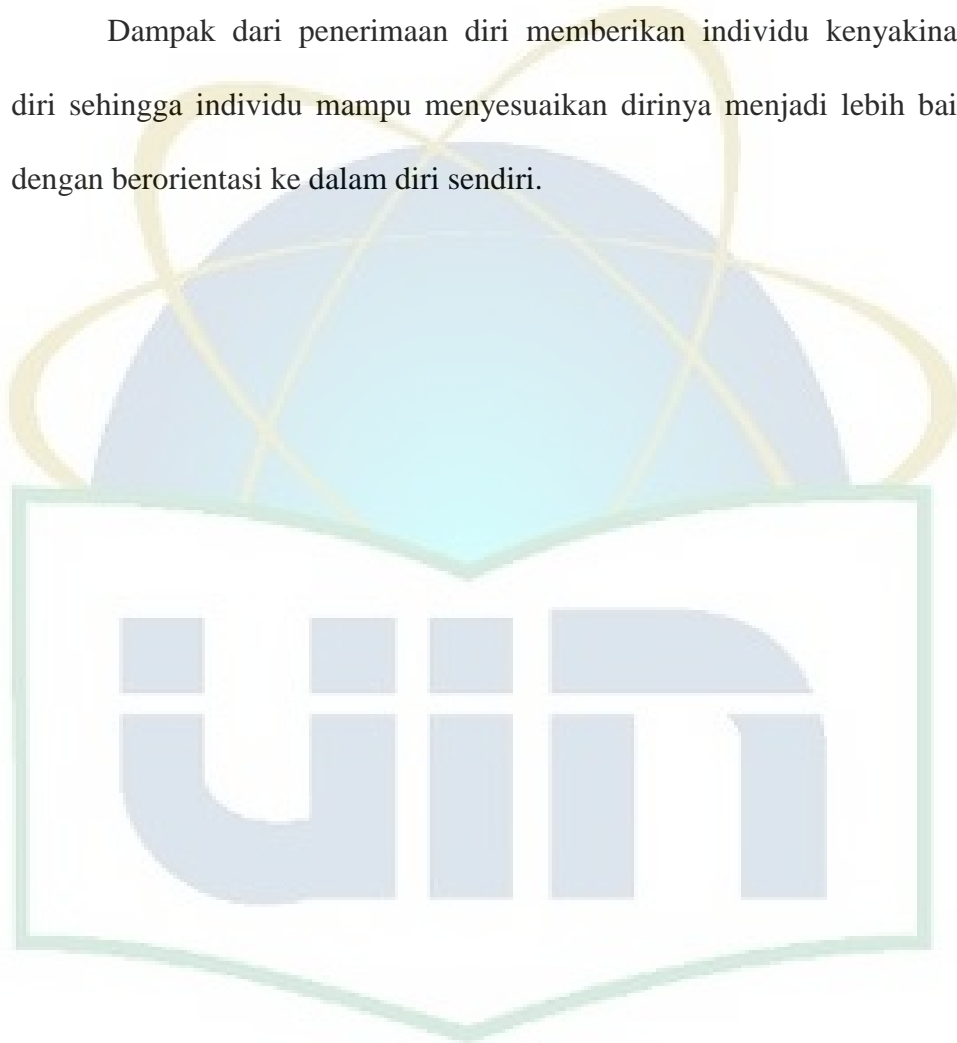 Dampak dari penerimaan diri memberikan individu kenyakina
diri sehingga individu mampu menyesuaikan dirinya menjadi lebih bai
dengan berorientasi ke dalam diri sendiri.
uin